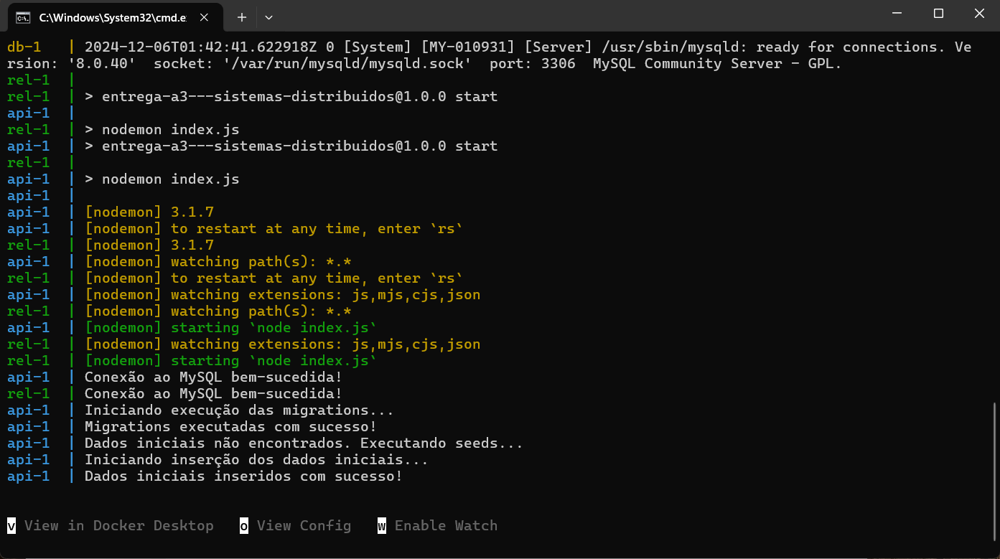 C:\Windows\System32\cmd.e
db-1   | 2024-12-06T01:42:41.622918Z 0 [System] [MY-010931] [Server] /usr/sbin/mysqld: ready for connections. Ve
rsion: '8.0.40'  socket: '/var/run/mysqld/mysqld.sock'  port: 3306  MySQL Community Server - GPL.
rel-1  |
rel-1  | > entrega-a3---sistemas-distribuidos@1.0.0 start
api-1  |
rel-1  | > nodemon index.js
api-1  | > entrega-a3---sistemas-distribuidos@1.0.0 start
rel-1  |
api-1  | > nodemon index.js
api-1  |
api-1  | [nodemon] 3.1.7
api-1  | [nodemon] to restart at any time, enter `rs`
rel-1  | [nodemon] 3.1.7
api-1  | [nodemon] watching path(s): *.*
rel-1  | [nodemon] to restart at any time, enter `rs`
api-1  | [nodemon] watching extensions: js,mjs,cjs,json
rel-1  | [nodemon] watching path(s): *.*
api-1  | [nodemon] starting `node index.js`
rel-1  | [nodemon] watching extensions: js,mjs,cjs,json
rel-1  | [nodemon] starting `node index.js`
api-1  | Conexão ao MySQL bem-sucedida!
rel-1  | Conexão ao MySQL bem-sucedida!
api-1  | Iniciando execução das migrations...
api-1  | Migrations executadas com sucesso!
api-1  | Dados iniciais não encontrados. Executando seeds...
api-1  | Iniciando inserção dos dados iniciais...
api-1  | Dados iniciais inseridos com sucesso!
v View in Docker Desktop   o View Config   w Enable Watch